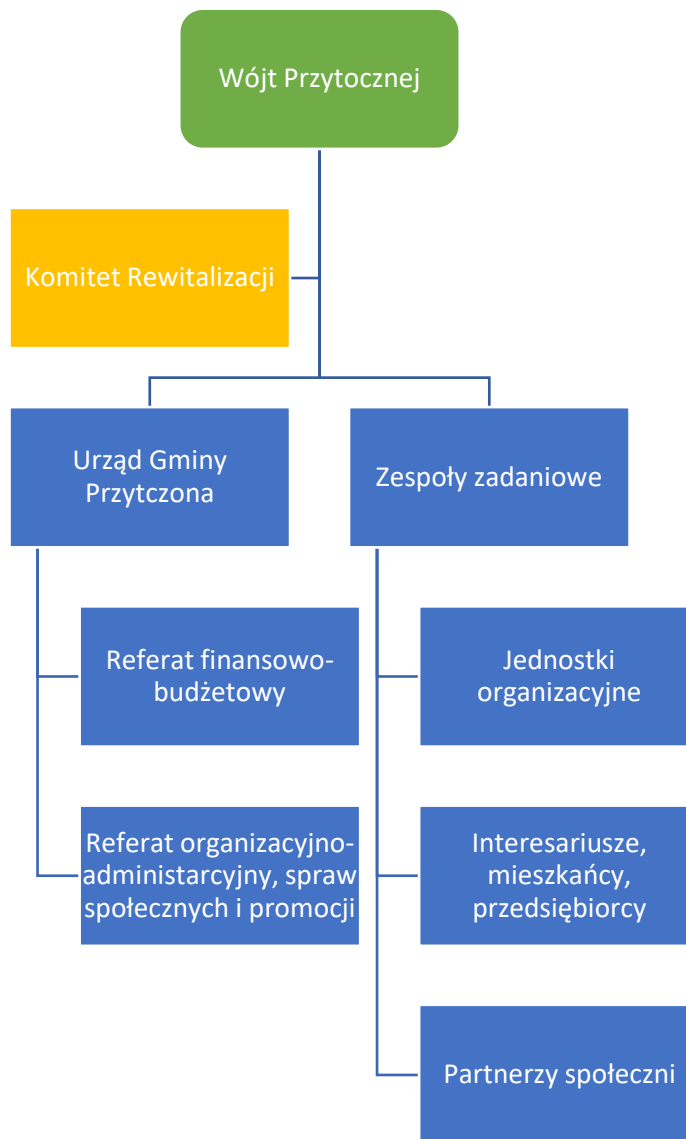 Wójt Przytocznej
Komitet Rewitalizacji
Urząd Gminy
Przytczona
Zespoły zadaniowe
Referat finansowo-
budżetowy
Jednostki
organizacyjne
Referat organizacyjno-
administarcyjny, spraw
społecznych i promocji
Interesariusze,
mieszkańcy,
przedsiębiorcy
Partnerzy społeczni